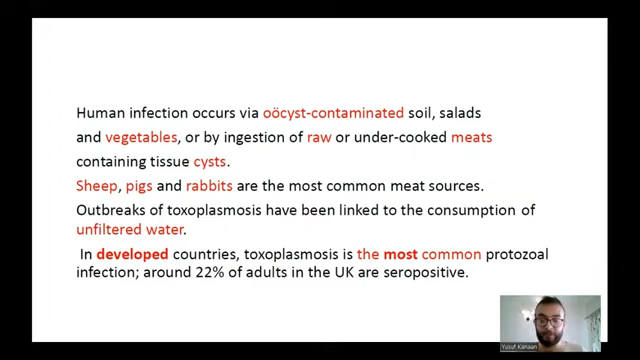 Human infection occurs via oöcyst-contaminated soil, salads
and vegetables, or by ingestion of raw or under-cooked meats
containing tissue cysts.
Sheep, pigs and rabbits are the most common meat sources.
Outbreaks of toxoplasmosis have been linked to the consumption of
unfiltered water.
In developed countries, toxoplasmosis is the most common protozoal
infection; around 22% of adults in the UK are seropositive.
Yusuf Kanaan